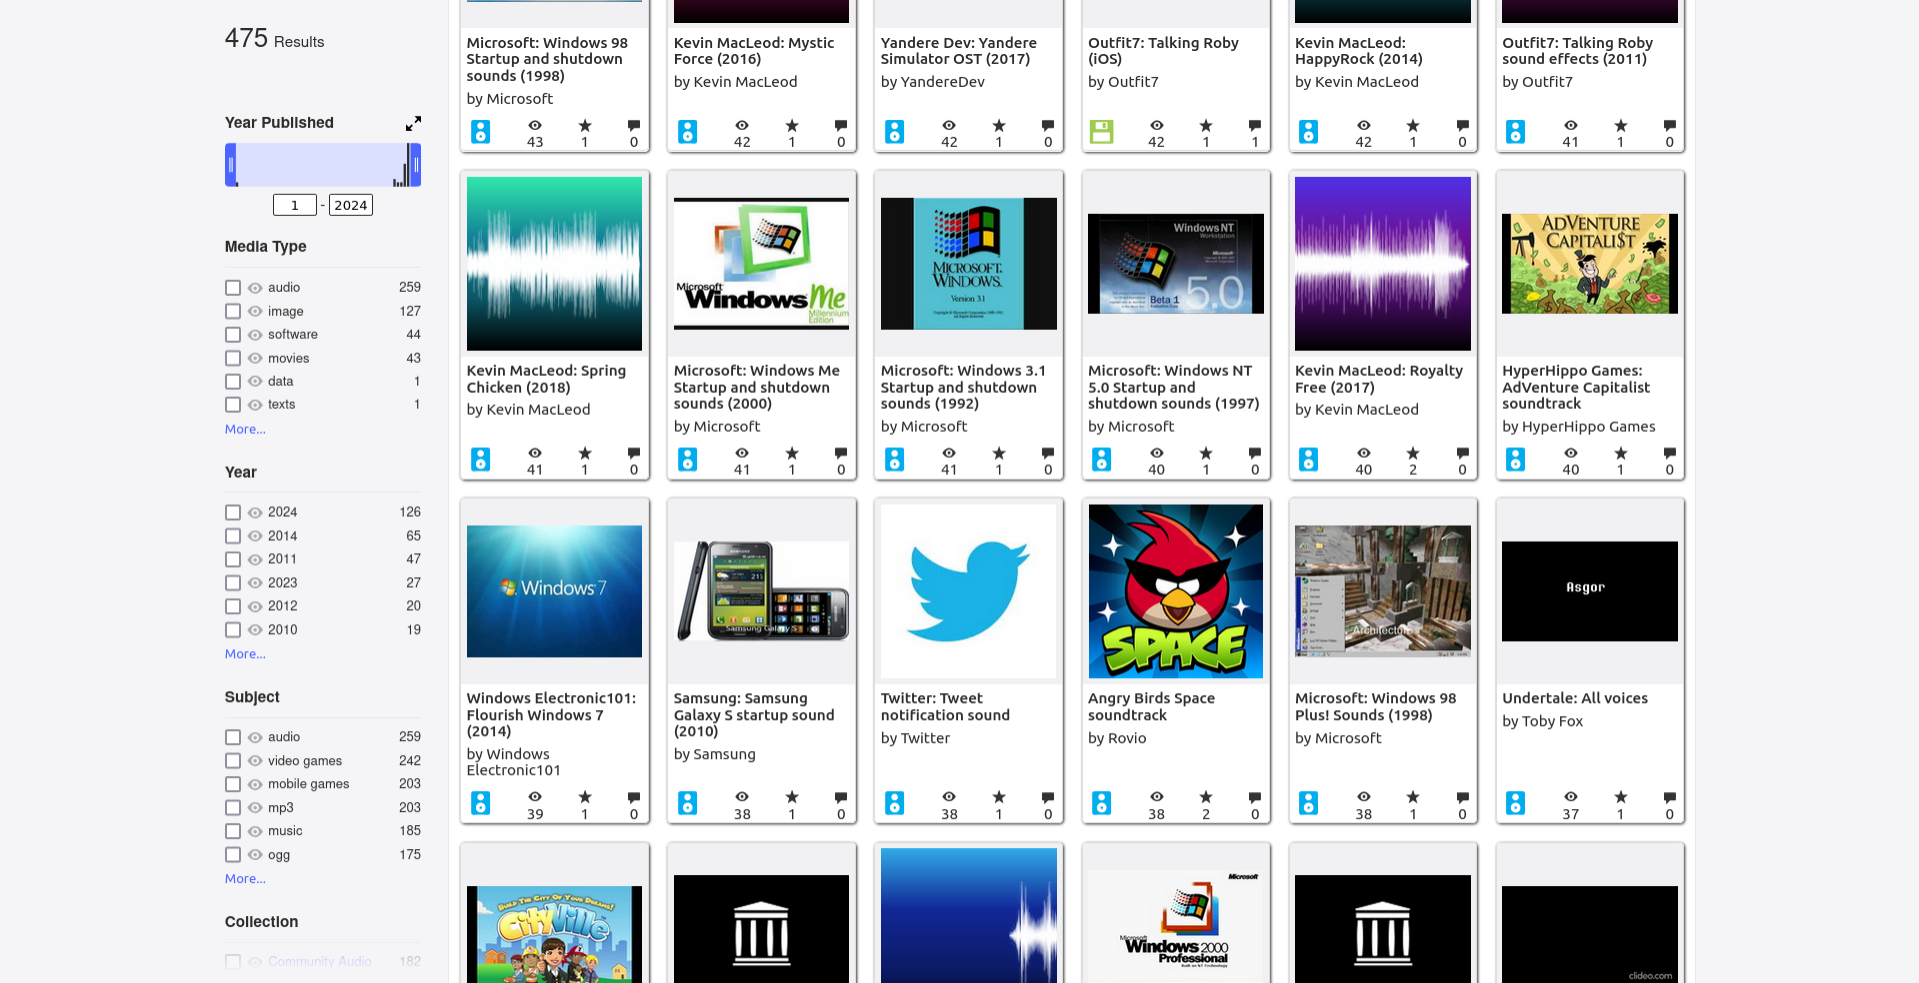 475 Results
Year Published
1 - 2024
Media Type
audio 259
image 127
software 44
movies 43
data 1
texts 1
More...
Year
2024 126
2014 65
2011 47
2023 27
2012 20
2010 19
More...
Subject
audio 259
video games 242
mobile games 203
mp3 203
music 185
ogg 175
More...
Collection
Community Audio 182
Microsoft: Windows 98
Startup and shutdown
sounds (1998)
by Microsoft
43 1 0
Kevin MacLeod: Mystic
Force (2016)
by Kevin MacLeod
42 1 0
Yandere Dev: Yandere
Simulator OST (2017)
by YandereDev
42 1 0
Outfit7: Talking Roby
(iOS)
by Outfit7
42 1 1
Kevin MacLeod:
HappyRock (2014)
by Kevin MacLeod
42 1 0
Outfit7: Talking Roby
sound effects (2011)
by Outfit7
41 1 0
Kevin MacLeod: Spring
Chicken (2018)
by Kevin MacLeod
41 1 0
Microsoft
Windows Me
Millennium
Edition
Microsoft: Windows Me
Startup and shutdown
sounds (2000)
by Microsoft
41 1 0
MICROSOFT.
WINDOWS.
Version 3.1
Microsoft: Windows 3.1
Startup and shutdown
sounds (1992)
by Microsoft
41 1 0
Windows NT
Workstation
Microsoft
Beta 1
5.0
Microsoft: Windows NT
5.0 Startup and
shutdown sounds (1997)
by Microsoft
40 1 0
Kevin MacLeod: Royalty
Free (2017)
by Kevin MacLeod
40 2 0
ADVENTURE
CAPITALI$T
HyperHippo Games:
AdVenture Capitalist
soundtrack
by HyperHippo Games
40 1 0
Windows 7
Windows Electronic101:
Flourish Windows 7
(2014)
by Windows
Electronic101
39 1 0
Samsung Galaxy S
Samsung: Samsung
Galaxy S startup sound
(2010)
by Samsung
38 1 0
Twitter: Tweet
notification sound
by Twitter
38 1 0
SPACE
Angry Birds Space
soundtrack
by Rovio
38 2 0
Architecture
Microsoft: Windows 98
Plus! Sounds (1998)
by Microsoft
38 1 0
Asgor
Undertale: All voices
by Toby Fox
37 1 0
BUILD THE CITY OF YOUR DREAMS!
CityVille
Microsoft
Microsoft
Windows 2000
Professional
Built on NT Technology
clideo.com